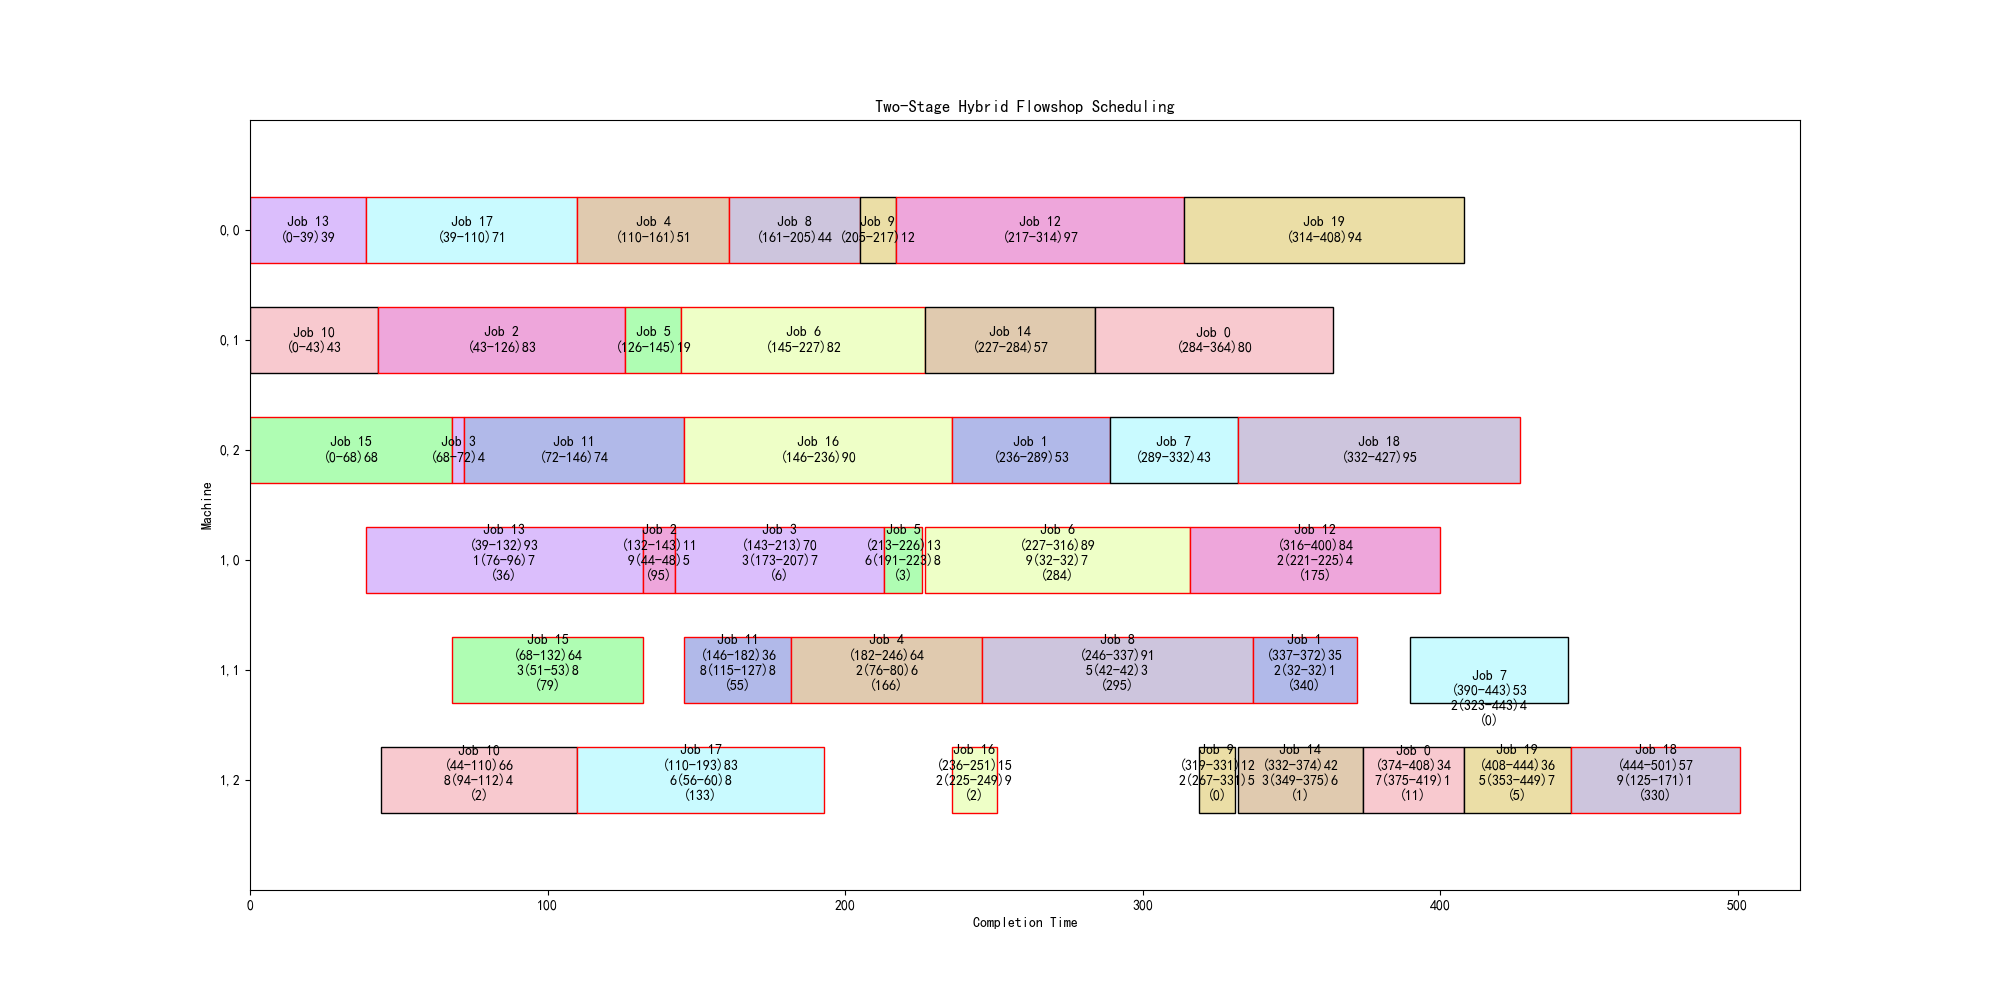 Two-Stage Hybrid Flowshop Scheduling
Machine
0,0
Job 13
(0-39)39
Job 17
(39-110)71
Job 4
(110-161)51
Job 8
(161-205)44
Job 9
(205-217)12
Job 12
(217-314)97
Job 19
(314-408)94
0,1
Job 10
(0-43)43
Job 2
(43-126)83
Job 5
(126-145)19
Job 6
(145-227)82
Job 14
(227-284)57
Job 0
(284-364)80
0,2
Job 15
(0-68)68
Job 3
(68-72)4
Job 11
(72-146)74
Job 16
(146-236)90
Job 1
(236-289)53
Job 7
(289-332)43
Job 18
(332-427)95
1,0
Job 13
(39-132)93
1(76-96)7
(36)
Job 2
(132-143)11
9(44-48)5
(95)
Job 3
(143-213)70
3(173-207)7
(6)
Job 5
(213-226)13
6(191-223)8
(3)
Job 6
(227-316)89
9(32-32)7
(284)
Job 12
(316-400)84
2(221-225)4
(175)
1,1
Job 15
(68-132)64
3(51-53)8
(79)
Job 11
(146-182)36
8(115-127)8
(55)
Job 4
(182-246)64
2(76-80)6
(166)
Job 8
(246-337)91
5(42-42)3
(295)
Job 1
(337-372)35
2(32-32)1
(340)
Job 7
(390-443)53
2(323-443)4
(0)
1,2
Job 10
(44-110)66
8(94-112)4
(2)
Job 17
(110-193)83
6(56-60)8
(133)
Job 16
(236-251)15
2(225-249)9
(2)
Job 9
(319-331)12
2(267-331)5
(0)
Job 14
(332-374)42
3(349-375)6
(1)
Job 0
(374-408)34
7(375-419)1
(11)
Job 19
(408-444)36
5(353-449)7
(5)
Job 18
(444-501)57
9(125-171)1
(330)
0
100
200
300
400
500
Completion Time